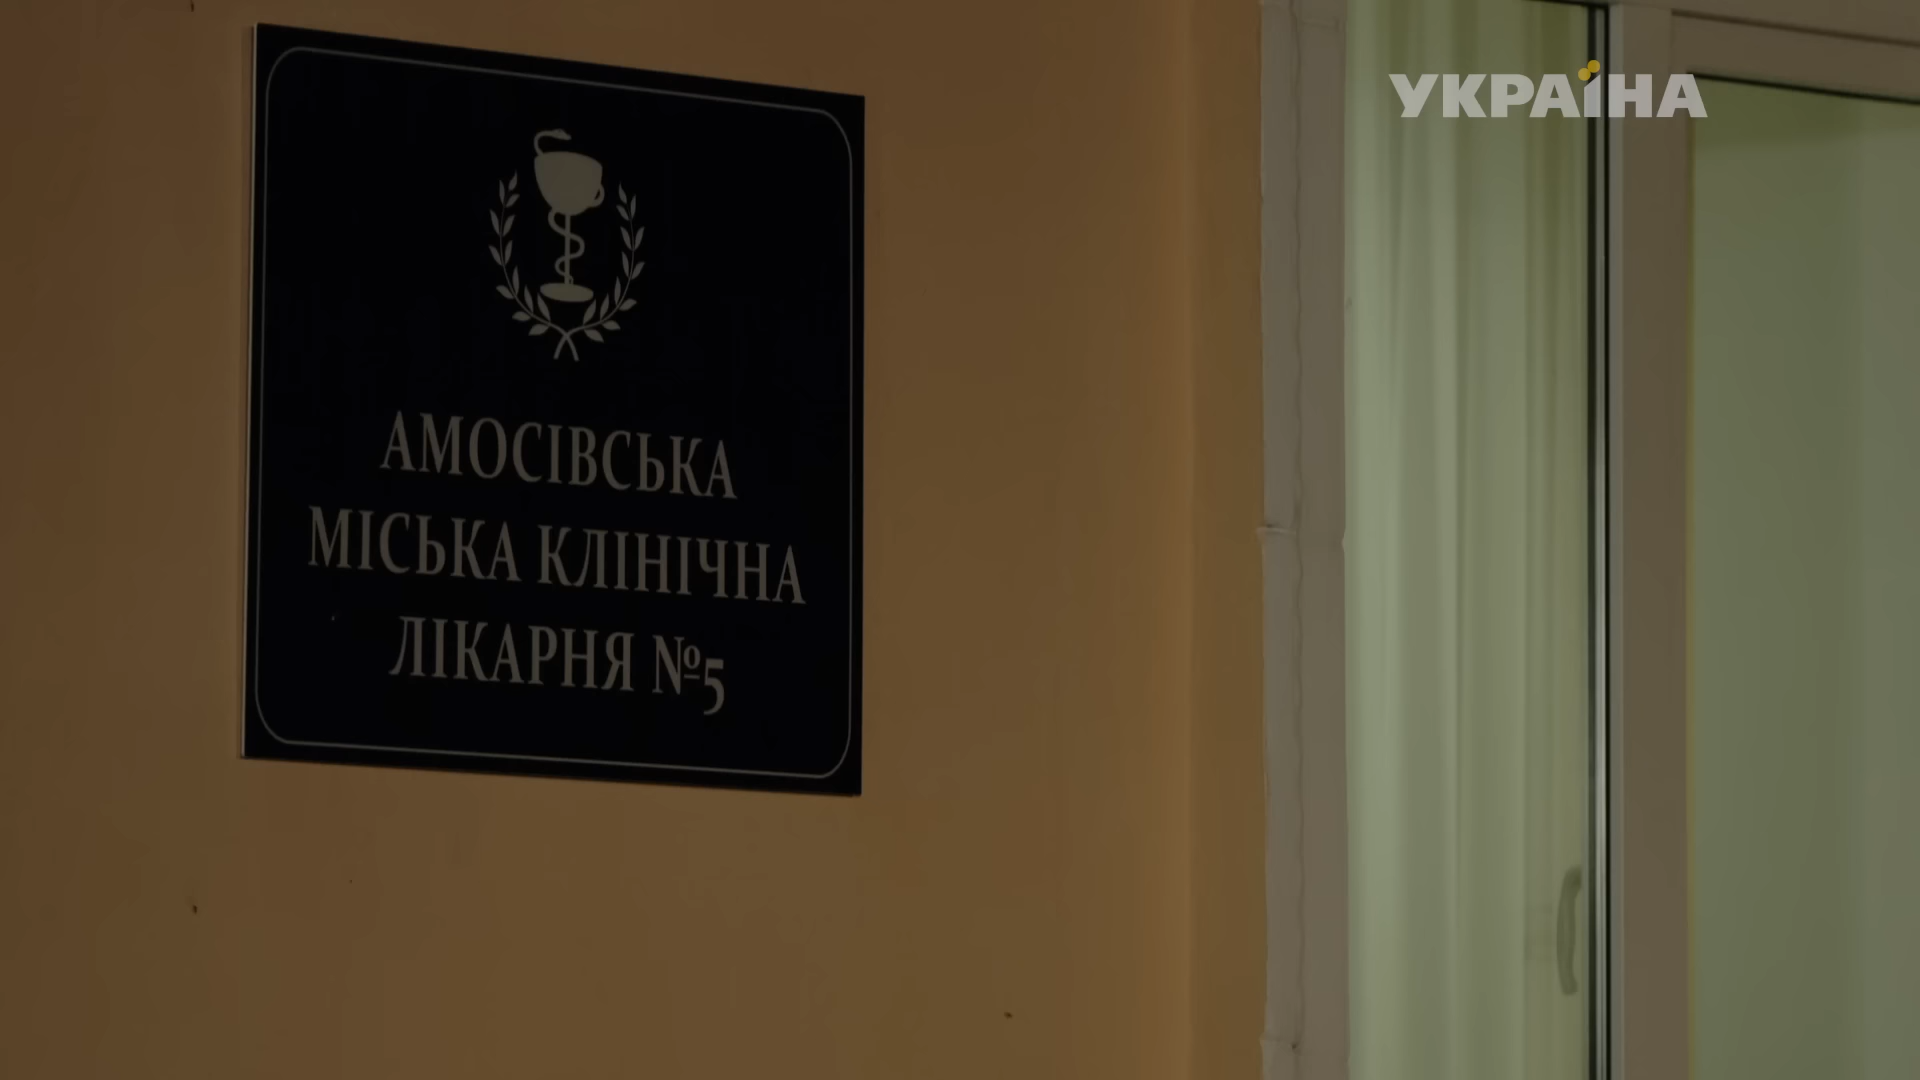 УКРАЇНА
АМОСІВСЬКА
МІСЬКА КЛІНІЧНА
ЛІКАРНЯ №5